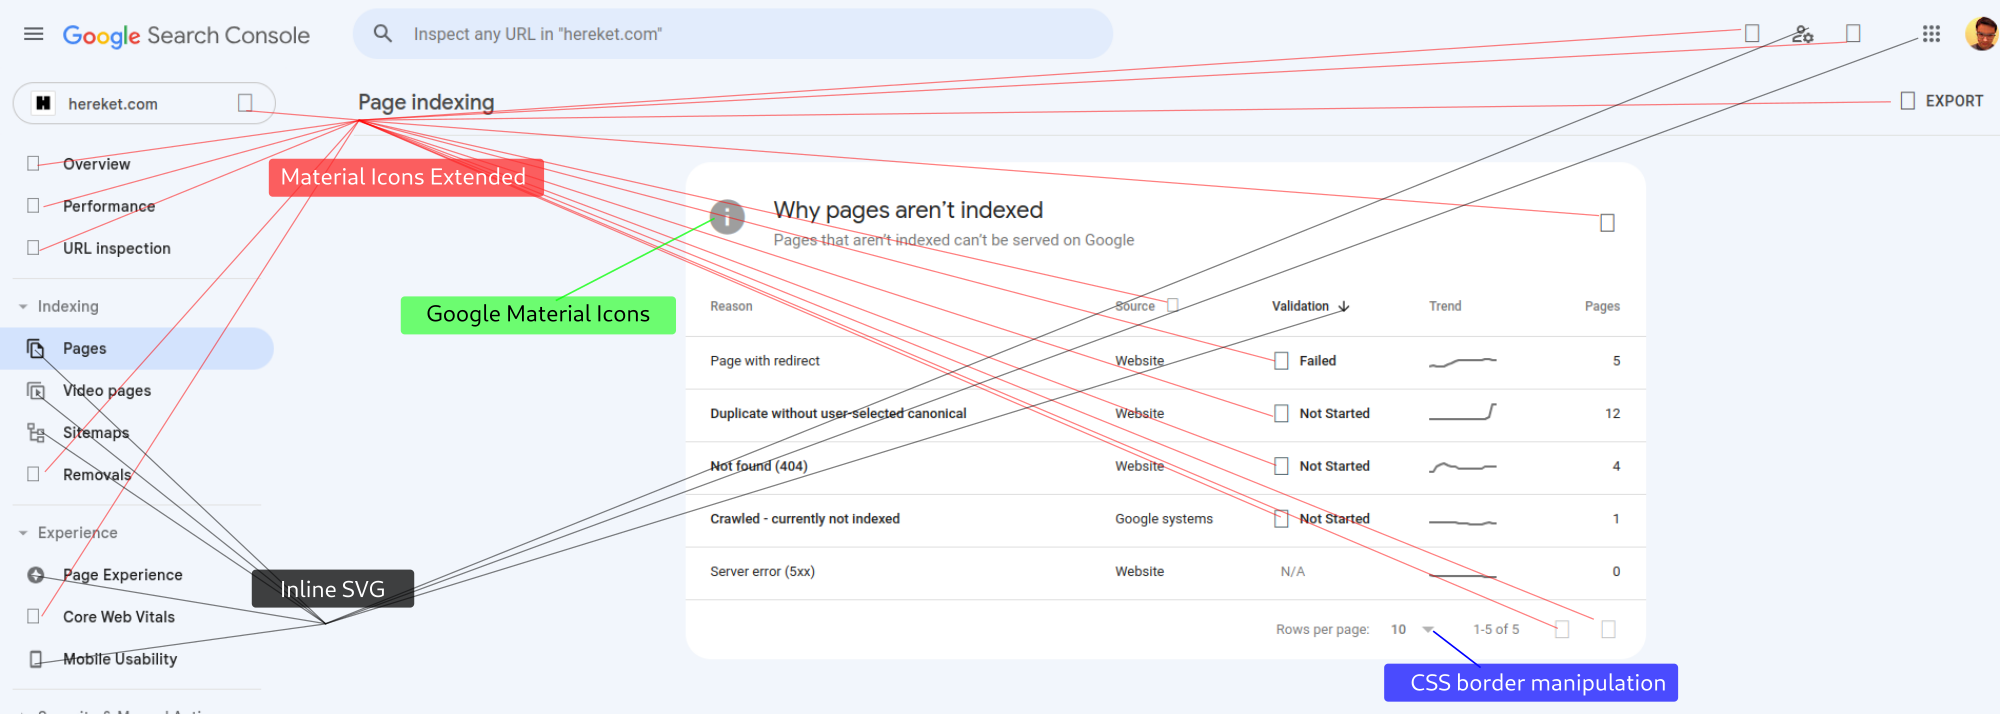 Google Search Console
Inspect any URL in "hereket.com"
hereket.com
Page indexing
EXPORT
Overview
Material Icons Extended
Performance
URL inspection
Why pages aren’t indexed
Pages that aren’t indexed can’t be served on Google
Indexing
Google Material Icons
Reason Source Validation Trend Pages
Pages
Page with redirect Website Failed 5
Video pages
Duplicate without user-selected canonical Website Not Started 12
Sitemaps
Not found (404) Website Not Started 4
Removals
Crawled - currently not indexed Google systems Not Started 1
Experience
Server error (5xx) Website N/A 0
Page Experience
Inline SVG
Core Web Vitals
Rows per page: 10 1-5 of 5
Mobile Usability
CSS border manipulation